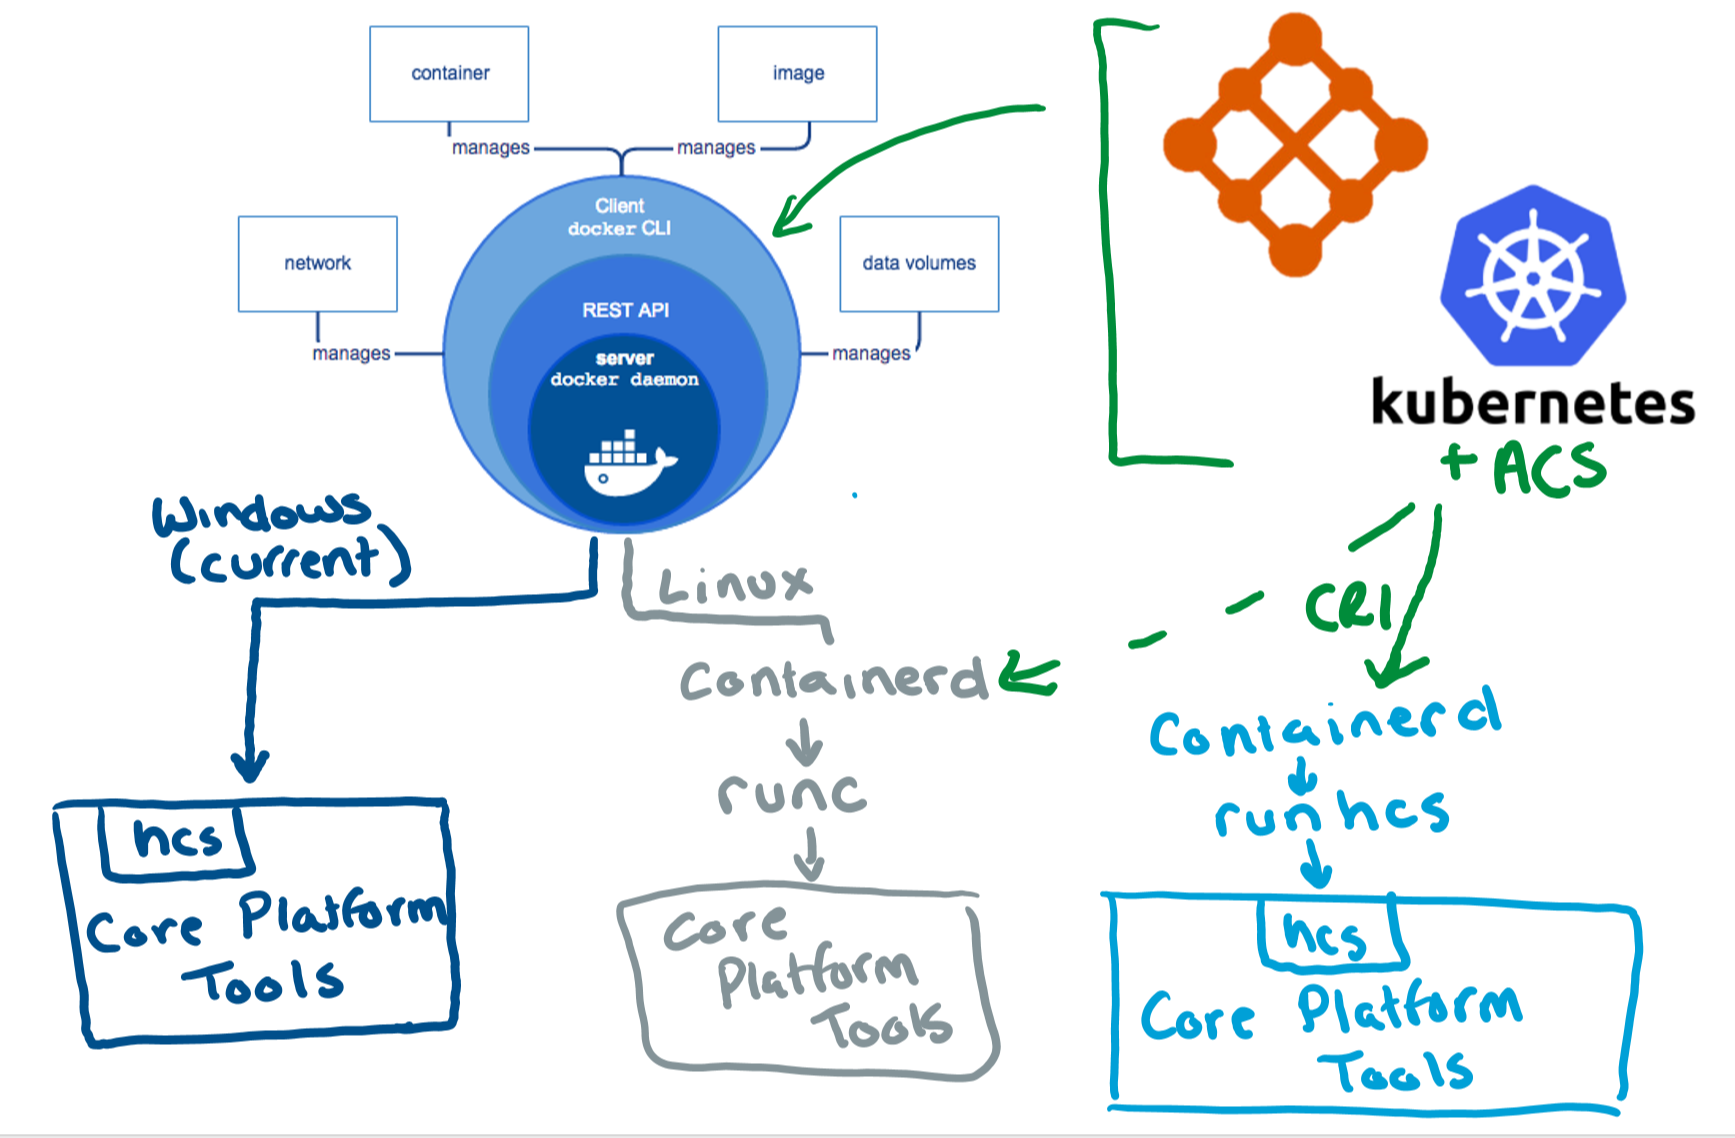 container
image
manages
manages
Client
docker CLI
network
data volumes
REST API
manages
manages
server
docker daemon
kubernetes
+ ACS
Windows
(current)
Linux
CRI
Containerd
runc
Containerd
runhcs
hcs
Core Platform
Tools
Core
Platform
Tools
hcs
Core Platform
Tools